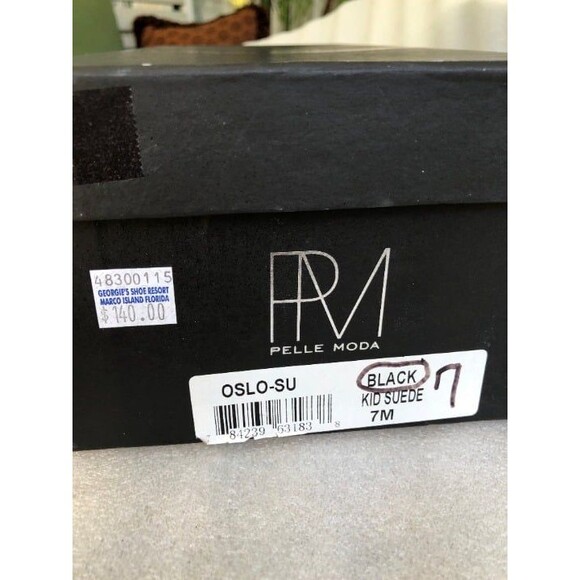 48300115
GEORGIE'S SHOE RESORT
MARCO ISLAND FLORIDA
$140.00
PM
PELLE MODA
OSLO-SU
BLACK
KID SUEDE
7M
7
84239 63183 8